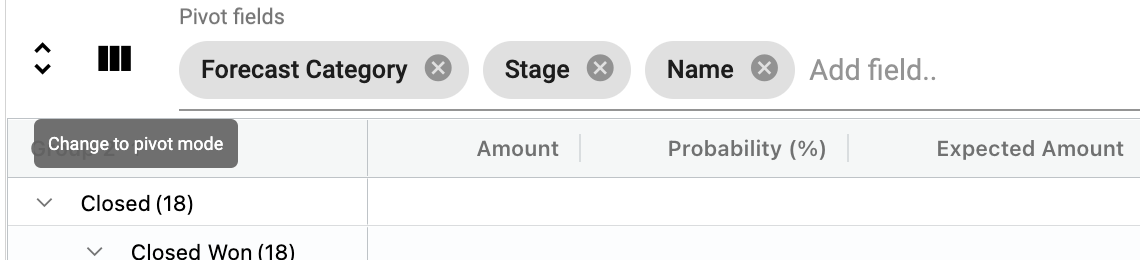 Pivot fields
Forecast Category Stage Name Add field..
Change to pivot mode
Amount Probability (%) Expected Amount
Closed (18)
Closed Won (18)